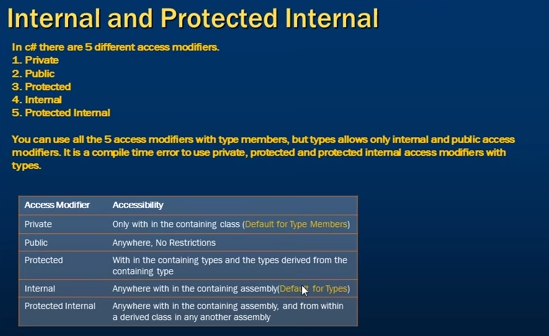 Internal and Protected Internal
In c# there are 5 different access modifiers.
1. Private
2. Public
3. Protected
4. Internal
5. Protected Internal
You can use all the 5 access modifiers with type members, but types allows only internal and public access
modifiers. It is a compile time error to use private, protected and protected internal access modifiers with
types.
Access Modifier Accessibility
Private Only with in the containing class (Default for Type Members)
Public Anywhere, No Restrictions
Protected With in the containing types and the types derived from the
containing type
Internal Anywhere with in the containing assembly(Default for Types)
Protected Internal Anywhere with in the containing assembly, and from within
a derived class in any another assembly